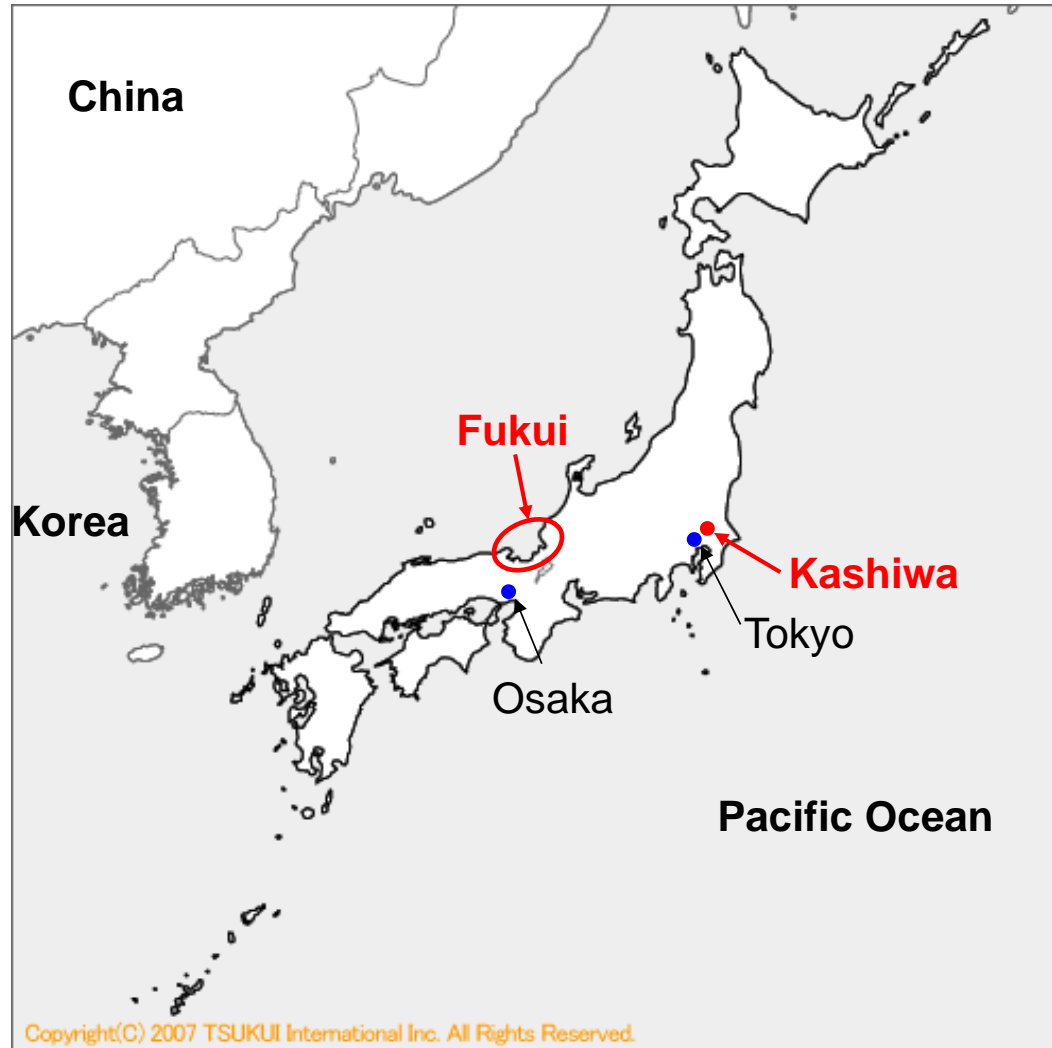 China
Fukui
Korea
Kashiwa
Tokyo
Osaka
Pacific Ocean
Copyright(C) 2007 TSUKUI International Inc. All Rights Reserved.